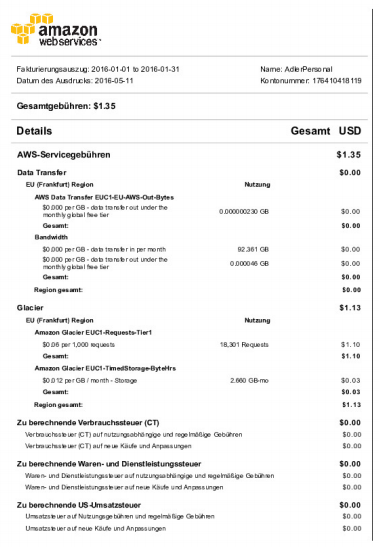 amazon
webservices™
Fakturierungsauszug: 2016-01-01 to 2016-01-31 Name: AdlerPersonal
Datum des Ausdrucks: 2016-05-11 Kontonummer: 176410418119
Gesamtgebühren: $1.35
Details Gesamt USD
AWS-Servicegebühren $1.35
Data Transfer $0.00
EU (Frankfurt) Region Nutzung
AWS Data Transfer EUC1-EU-AWS-Out-Bytes
$0.000 per GB - data transfer out under the
monthly global free tier 0.000000230 GB $0.00
Gesamt: $0.00
Bandwidth
$0.000 per GB - data transfer in per month 92.361 GB $0.00
$0.000 per GB - data transfer out under the
monthly global free tier 0.000046 GB $0.00
Gesamt: $0.00
Region gesamt: $0.00
Glacier $1.13
EU (Frankfurt) Region Nutzung
Amazon Glacier EUC1-Requests-Tier1
$0.06 per 1,000 requests 18,301 Requests $1.10
Gesamt: $1.10
Amazon Glacier EUC1-TimedStorage-ByteHrs
$0.012 per GB / month - Storage 2.660 GB-mo $0.03
Gesamt: $0.03
Region gesamt: $1.13
Zu berechnende Verbrauchssteuer (CT) $0.00
Verbrauchssteuer (CT) auf nutzungsabhängige und regelmäßige Gebühren $0.00
Verbrauchssteuer (CT) auf neue Käufe und Anpassungen $0.00
Zu berechnende Waren- und Dienstleistungssteuer $0.00
Waren- und Dienstleistungssteuer auf nutzungsabhängige und regelmäßige Gebühren $0.00
Waren- und Dienstleistungssteuer auf neue Käufe und Anpassungen $0.00
Zu berechnende US-Umsatzsteuer $0.00
Umsatzsteuer auf Nutzungsgebühren und regelmäßige Gebühren $0.00
Umsatzsteuer auf neue Käufe und Anpassungen $0.00